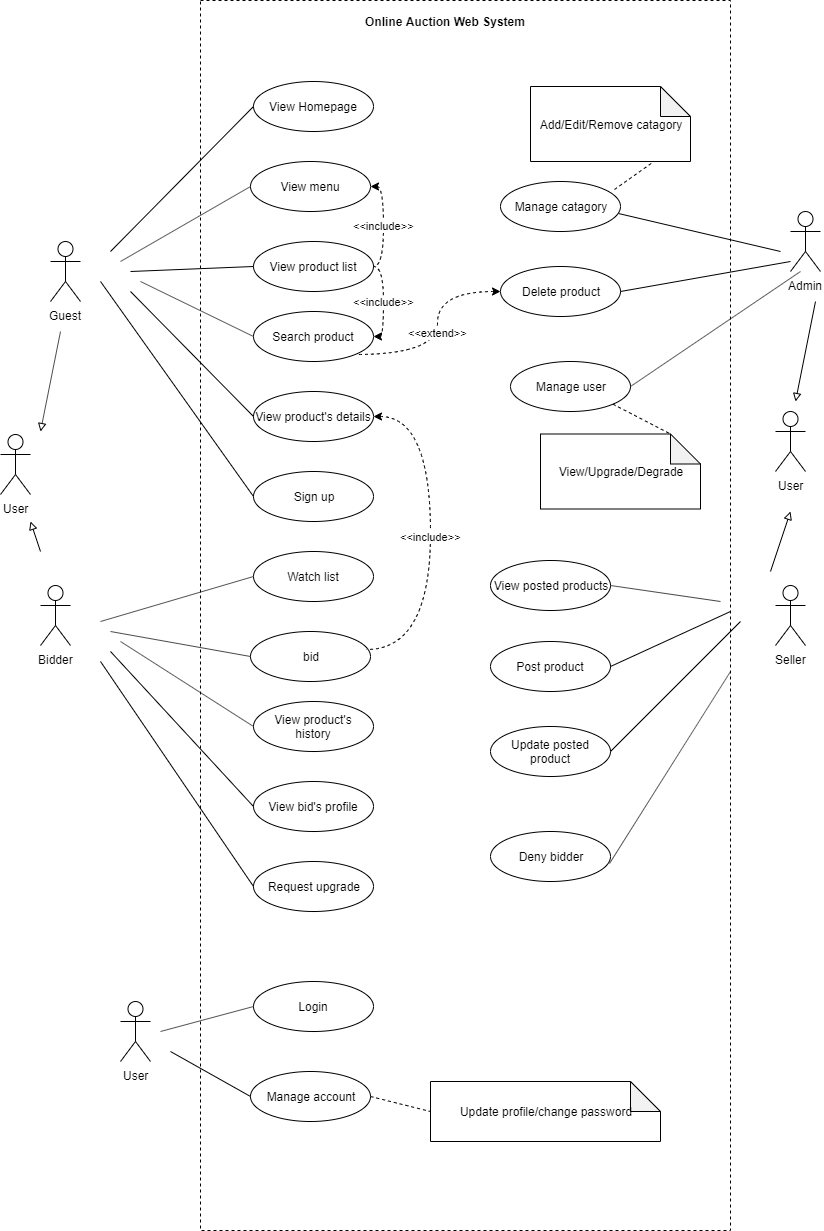 Online Auction Web System
View Homepage
Add/Edit/Remove catagory
View menu
Manage catagory
<<include>>
View product list
Admin
Delete product
Guest
<<include>>
Search product
<<extend>>
Manage user
View product's details
View/Upgrade/Degrade
User
Sign up
User
<<include>>
Watch list
View posted products
Bidder
bid
Post product
Seller
View product's
history
Update posted
product
View bid's profile
Deny bidder
Request upgrade
Login
User
Manage account
Update profile/change password